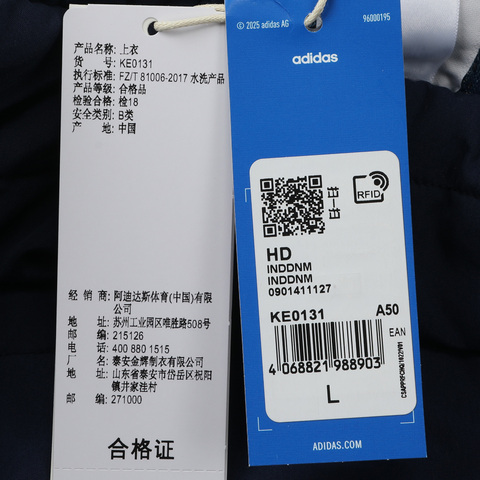 产品名称: 上衣
货 号: KE0131
执行标准: FZ/T 81006-2017 水洗产品
产品等级: 合格品
检验合格: 检18
安全类别: B类
产 地: 中国
经 销 商: 阿迪达斯体育(中国)有限
公司
地 址: 苏州工业园区唯胜路508号
邮 编: 215126
电 话: 400 880 1515
厂 名: 泰安金辉制衣有限公司
地 址: 山东省泰安市岱岳区祝阳
镇井家洼村
邮 编: 271000
合格证
© 2025 adidas AG
96000195
adidas
RFID
HD
INDDNM
INDDNM
0901411127
KE0131 A50
EAN
4 068821 988903
L
ADIDAS.COM